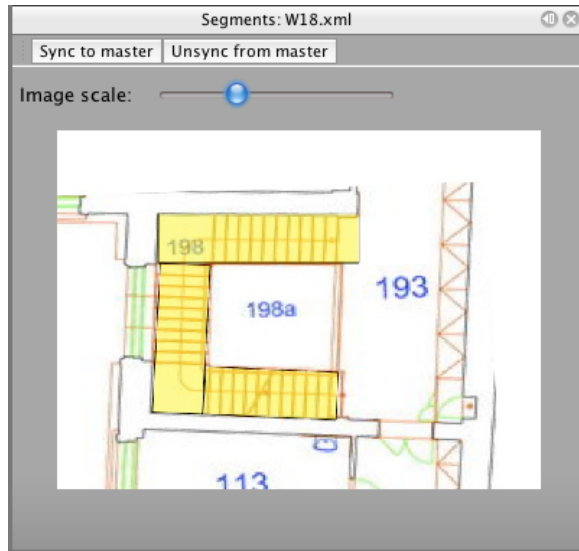 Segments: W18.xml
Sync to master Unsync from master
Image scale:
198
193
198a
113